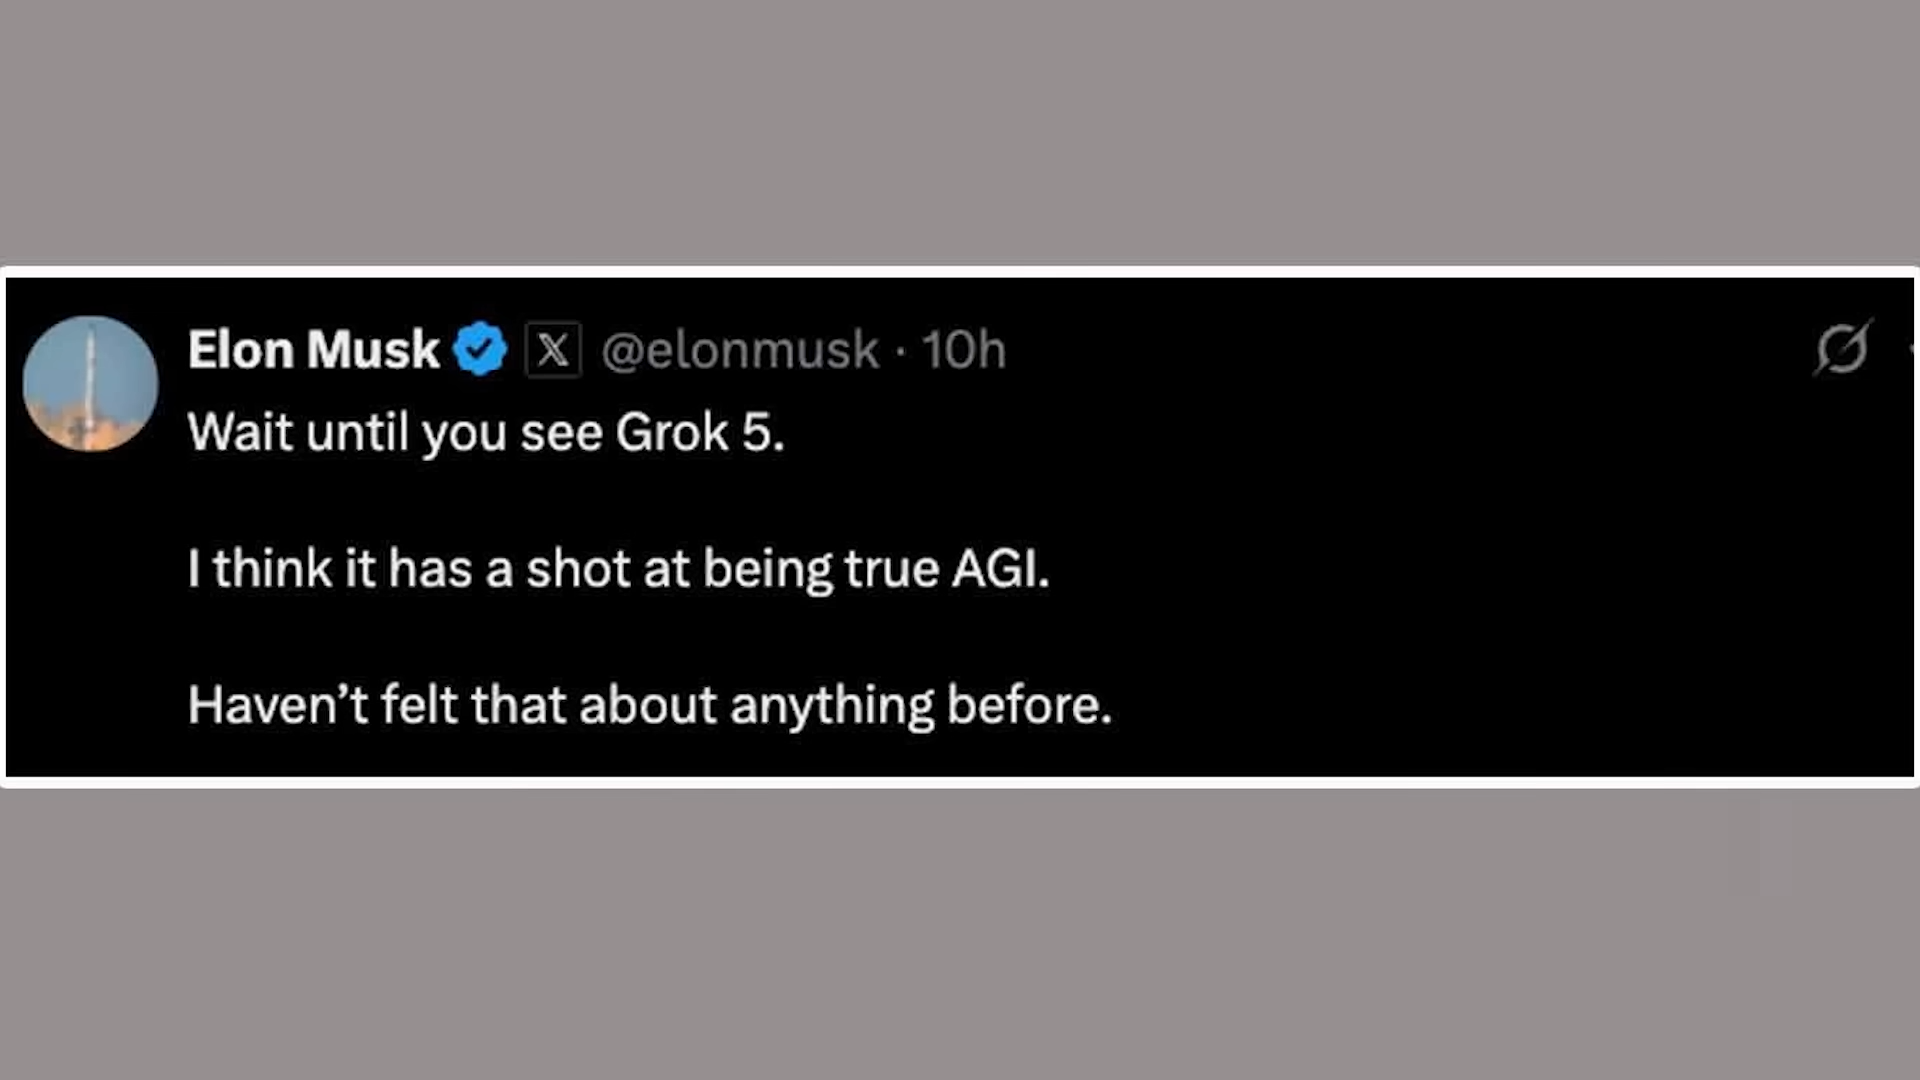 Elon Musk X @elonmusk · 10h
Wait until you see Grok 5.
I think it has a shot at being true AGI.
Haven’t felt that about anything before.